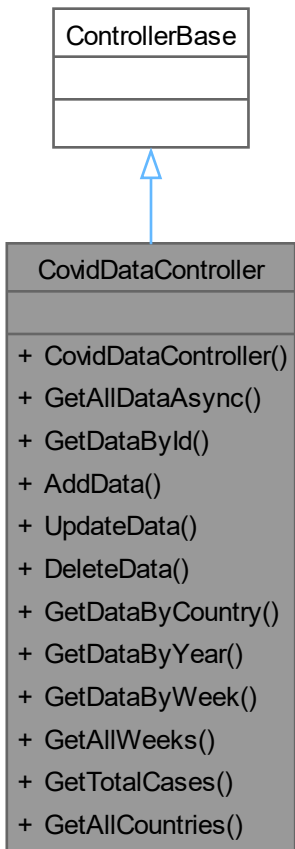 ControllerBase
CovidDataController
+ CovidDataController()
+ GetAllDataAsync()
+ GetDataById()
+ AddData()
+ UpdateData()
+ DeleteData()
+ GetDataByCountry()
+ GetDataByYear()
+ GetDataByWeek()
+ GetAllWeeks()
+ GetTotalCases()
+ GetAllCountries()